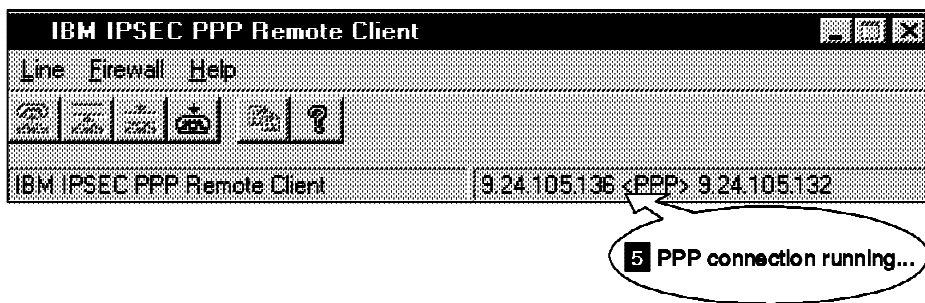 IBM IPSEC PPP Remote Client
Line Firewall Help
?
IBM IPSEC PPP Remote Client 9.24.105.136 <PPP> 9.24.105.132
5 PPP connection running...